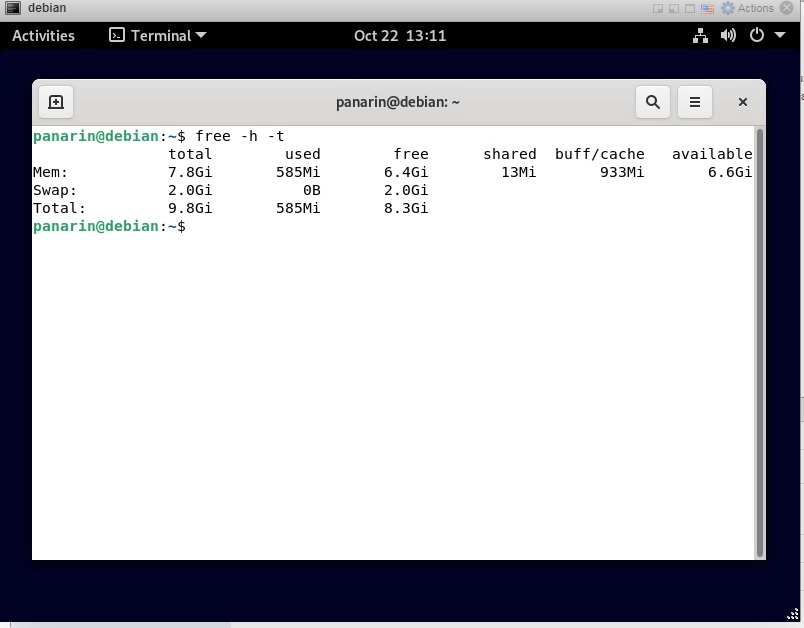 debian Actions
Activities Terminal Oct 22 13:11
panarin@debian: ~
panarin@debian:~$ free -h -t
total used free shared buff/cache available
Mem: 7.8Gi 585Mi 6.4Gi 13Mi 933Mi 6.6Gi
Swap: 2.0Gi 0B 2.0Gi
Total: 9.8Gi 585Mi 8.3Gi
panarin@debian:~$